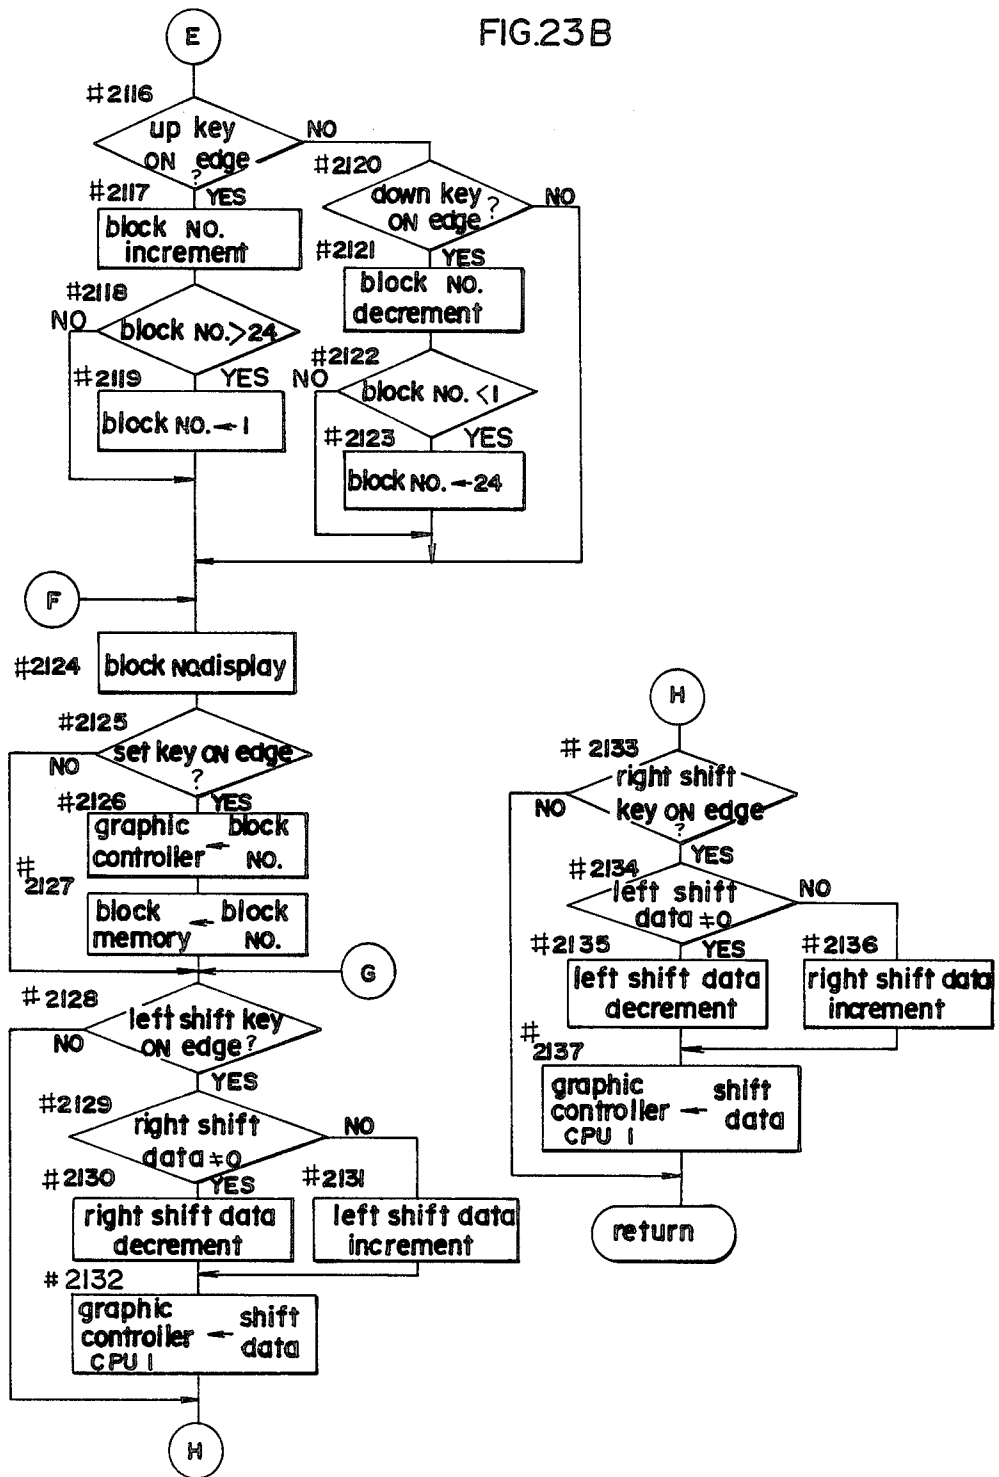 FIG.23B
E
#2116
up key
ON edge
?
NO
YES
#2117
block NO.
increment
#2118
NO
block NO.>24
YES
#2119
block NO.←1
#2120
down key
ON edge?
NO
YES
#2121
block NO.
decrement
#2122
NO
block NO.<1
YES
#2123
block NO.←24
F
#2124
block NO.display
#2125
set key ON edge
?
NO
YES
#2126
graphic ← block
controller NO.
#
2127
block ← block
memory NO.
G
#2128
left shift key
ON edge?
NO
YES
#2129
right shift
data≠0
NO
YES
#2130
right shift data
decrement
#2131
left shift data
increment
#2132
graphic
controller ← shift
CPU 1 data
H
H
#2133
right shift
key ON edge
?
NO
YES
#2134
left shift
data≠0
NO
YES
#2135
left shift data
decrement
#2136
right shift data
increment
#
2137
graphic
controller ← shift
CPU 1 data
return